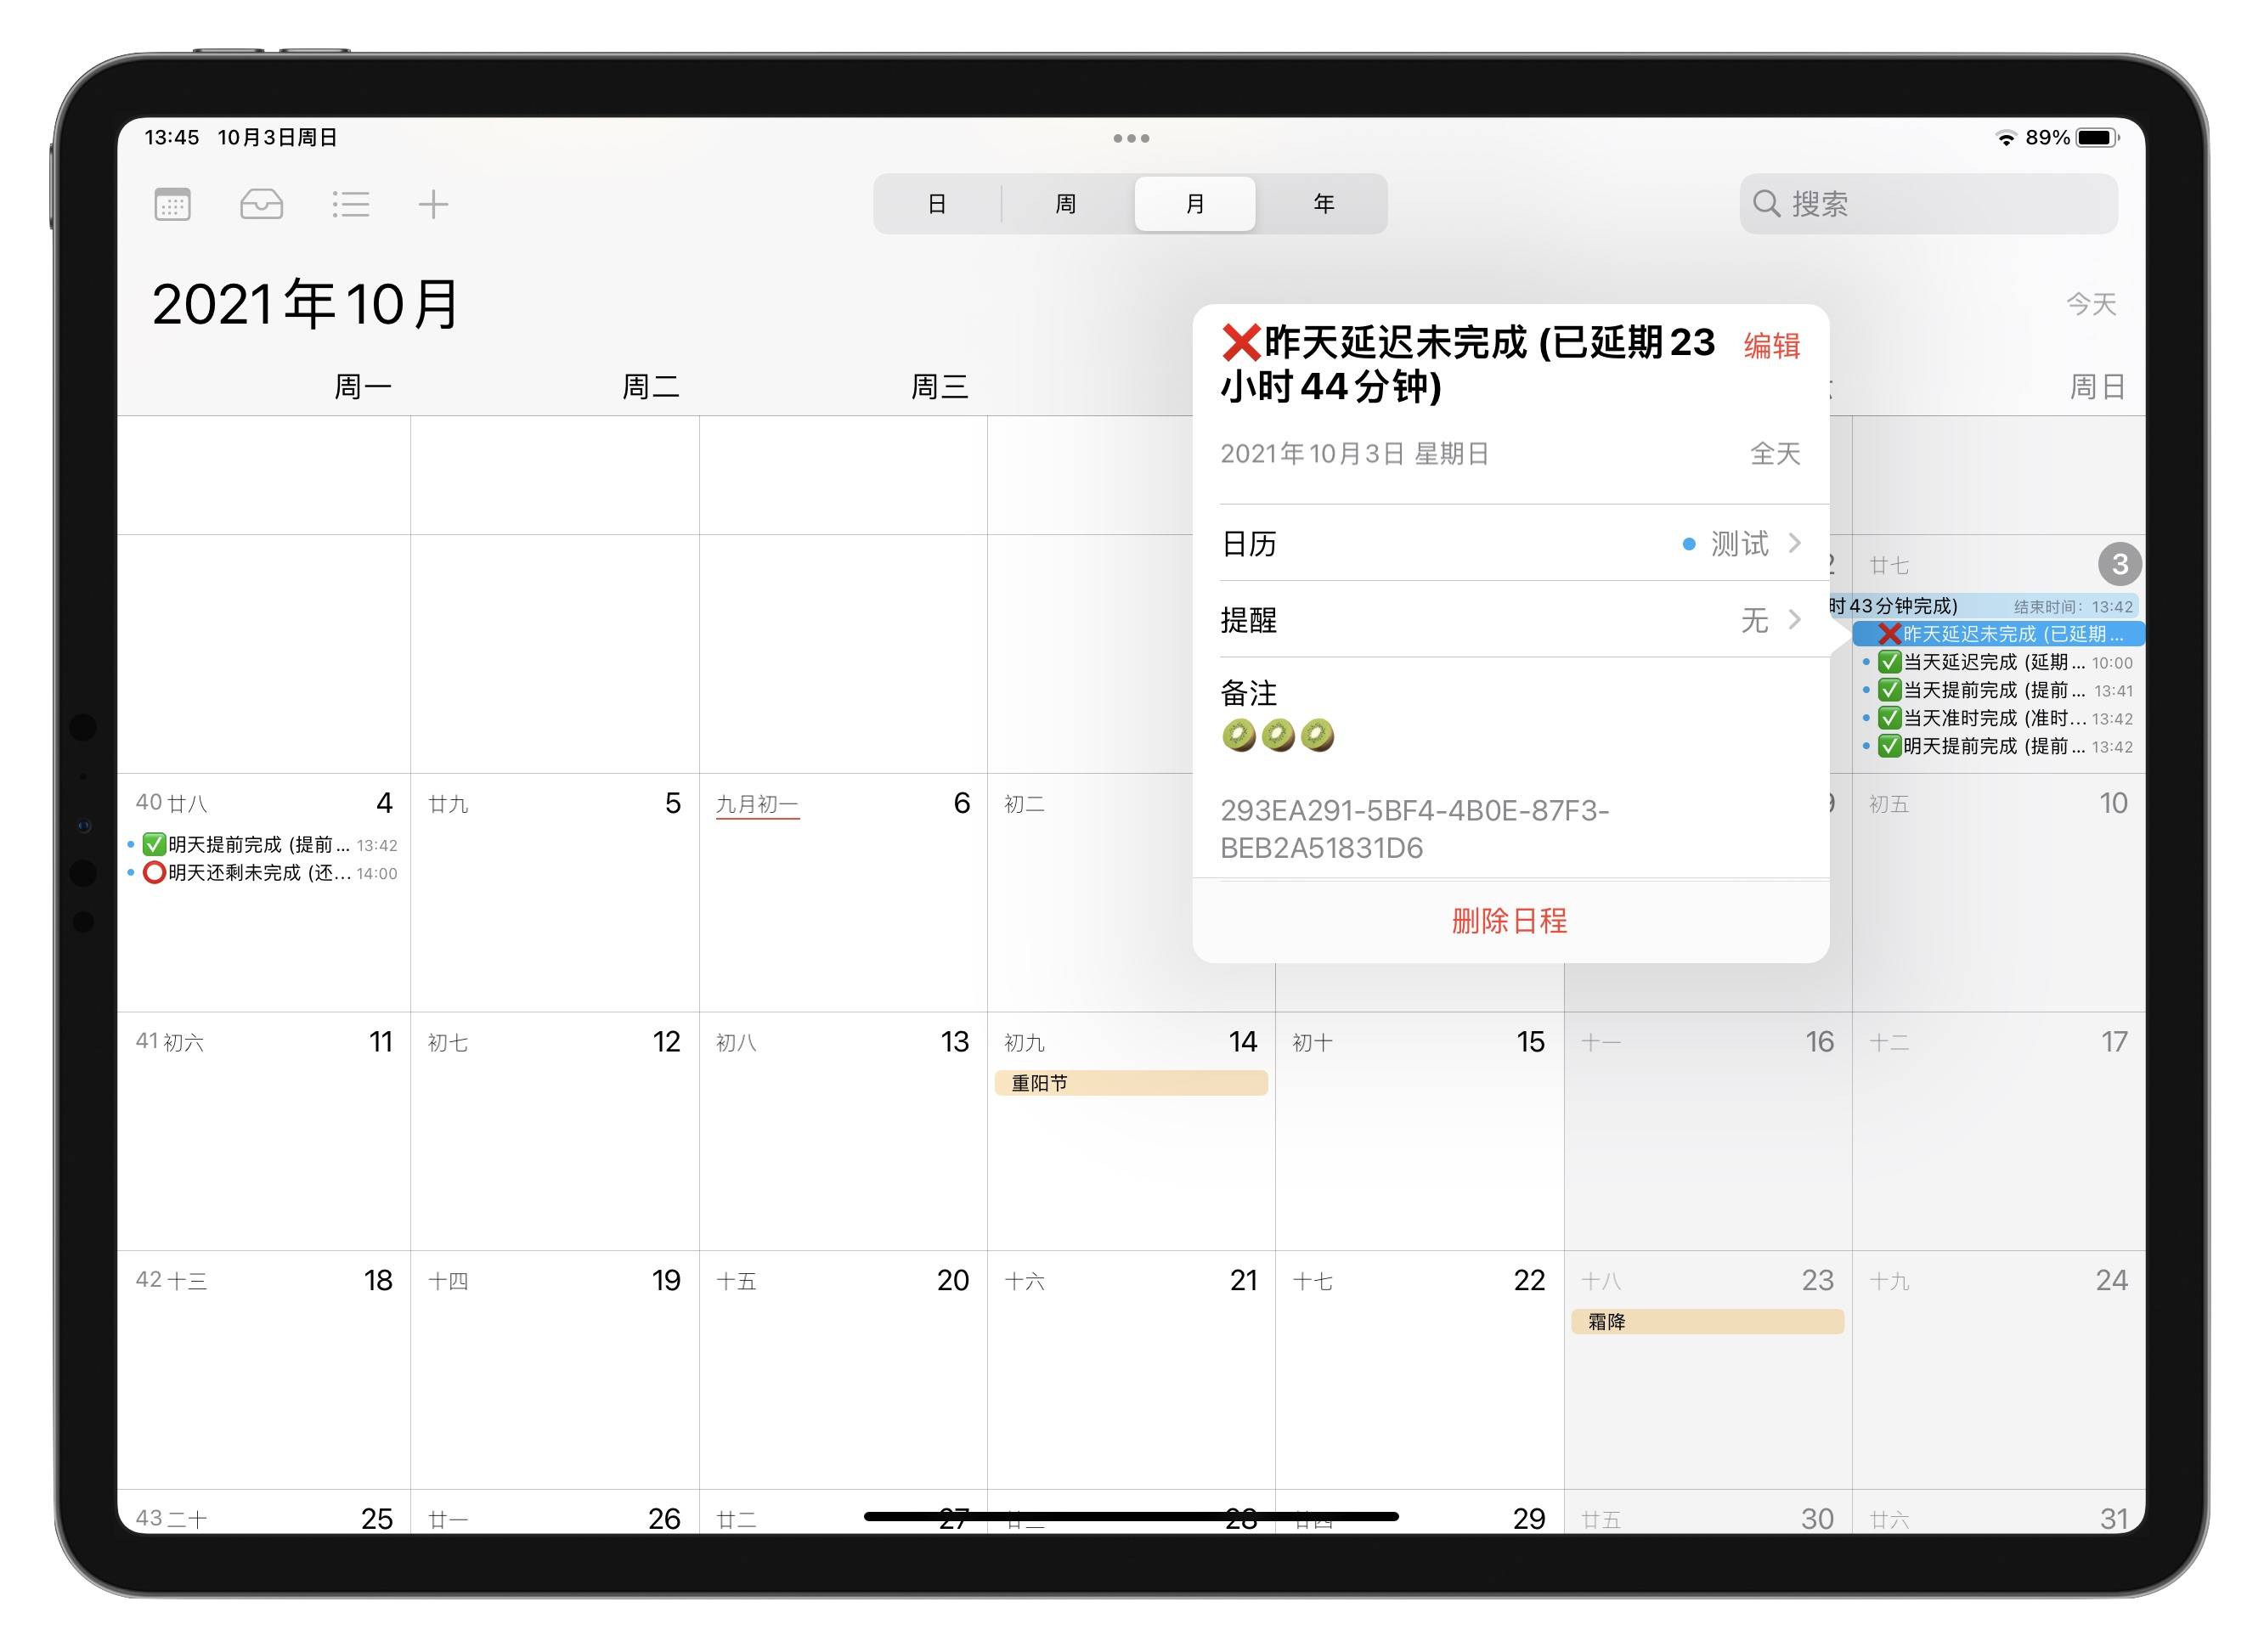 13:45 10月3日周日
89%
日 周 月 年
搜索
2021年10月
今天
周一 周二 周三 周日
❌昨天延迟未完成 (已延期23
小时44分钟)
编辑
2021年10月3日 星期日 全天
日历 测试
提醒 无
备注
🥝🥝🥝
293EA291-5BF4-4B0E-87F3-
BEB2A51831D6
删除日程
廿七 3
时43分钟完成) 结束时间: 13:42
❌昨天延迟未完成 (已延期...
✅当天延迟完成 (延期... 10:00
✅当天提前完成 (提前... 13:41
✅当天准时完成 (准时... 13:42
✅明天提前完成 (提前... 13:42
40 廿八 4 廿九 5 九月初一 6 初二 初五 10
✅明天提前完成 (提前... 13:42
⭕明天还剩未完成 (还... 14:00
41 初六 11 初七 12 初八 13 初九 14 初十 15 十一 16 十二 17
重阳节
42 十三 18 十四 19 十五 20 十六 21 十七 22 十八 23 十九 24
霜降
43 二十 25 廿一 26 廿二 27 28 29 廿五 30 廿六 31